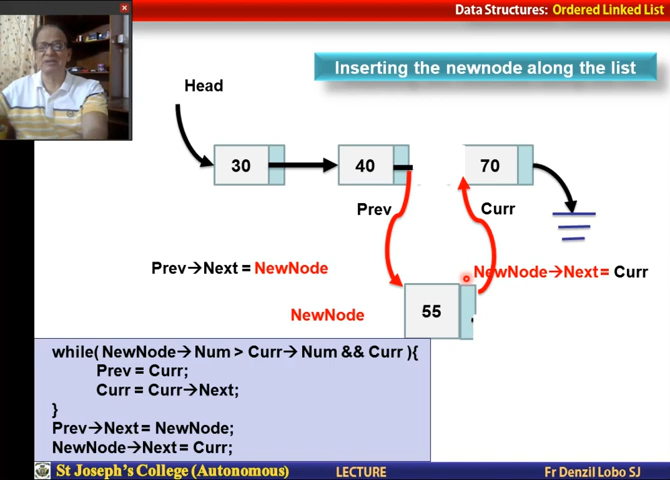 Data Structures: Ordered Linked List
Inserting the newnode along the list
Head
30
40
70
Prev
Curr
Prev→Next = NewNode
NewNode→Next= Curr
NewNode
55
while( NewNode→Num > Curr→ Num && Curr ){
Prev = Curr;
Curr = Curr→Next;
}
Prev→Next = NewNode;
NewNode→Next = Curr;
St Joseph's College (Autonomous)
LECTURE
Fr Denzil Lobo SJ